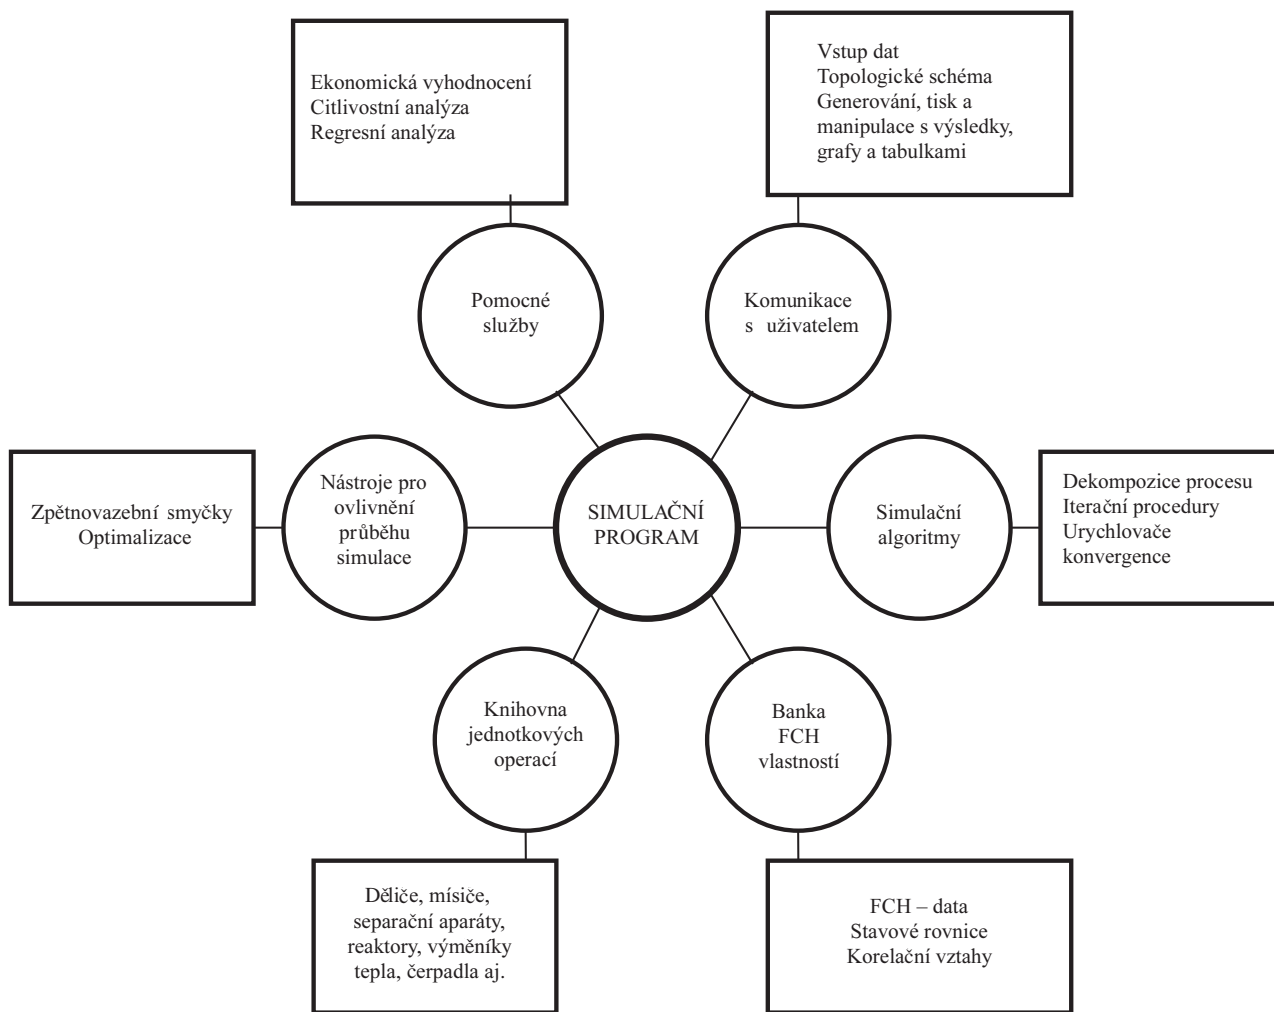 Ekonomická vyhodnocení
Citlivostní analýza
Regresní analýza
Vstup dat
Topologické schéma
Generování, tisk a
manipulace s výsledky,
grafy a tabulkami
Pomocné
služby
Komunikace
s uživatelem
Zpětnovazební smyčky
Optimalizace
Nástroje pro
ovlivnění
průběhu
simulace
SIMULAČNÍ
PROGRAM
Simulační
algoritmy
Dekompozice procesu
Iterační procedury
Urychlovače
konvergence
Knihovna
jednotkových
operací
Banka
FCH
vlastností
Děliče, mísiče,
separační aparáty,
reaktory, výměníky
tepla, čerpadla aj.
FCH – data
Stavové rovnice
Korelační vztahy